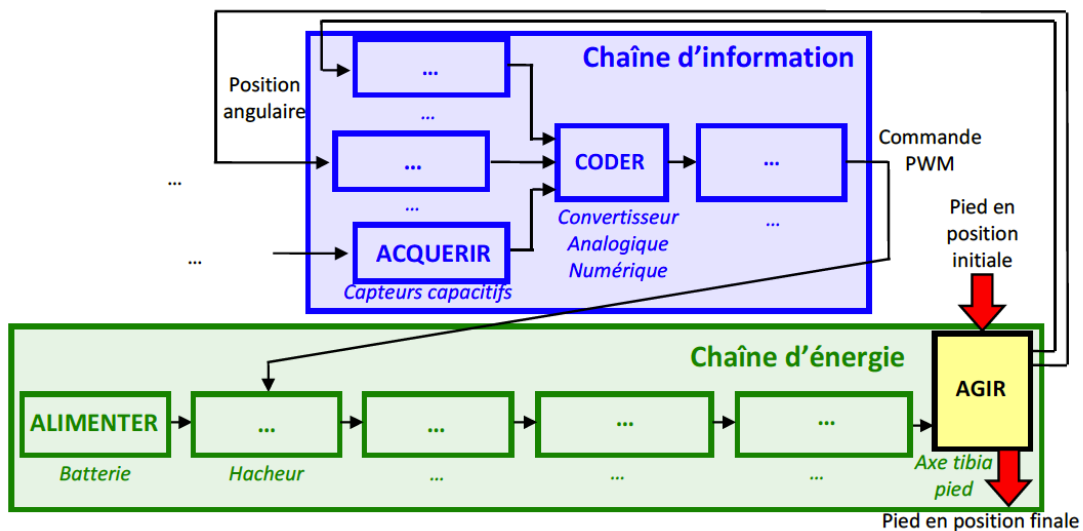 Chaîne d’information
...
...
Position
angulaire
...
...
...
...
ACQUERIR
Capteurs capacitifs
CODER
Convertisseur
Analogique
Numérique
...
...
Commande
PWM
Pied en
position
initiale
Chaîne d’énergie
ALIMENTER
Batterie
...
Hacheur
...
...
...
...
...
...
AGIR
Axe tibia
pied
Pied en position finale